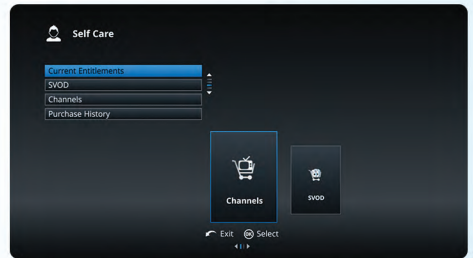 Self Care
Current Entitlements
SVOD
Channels
Purchase History
Channels
SVOD
Exit OK Select